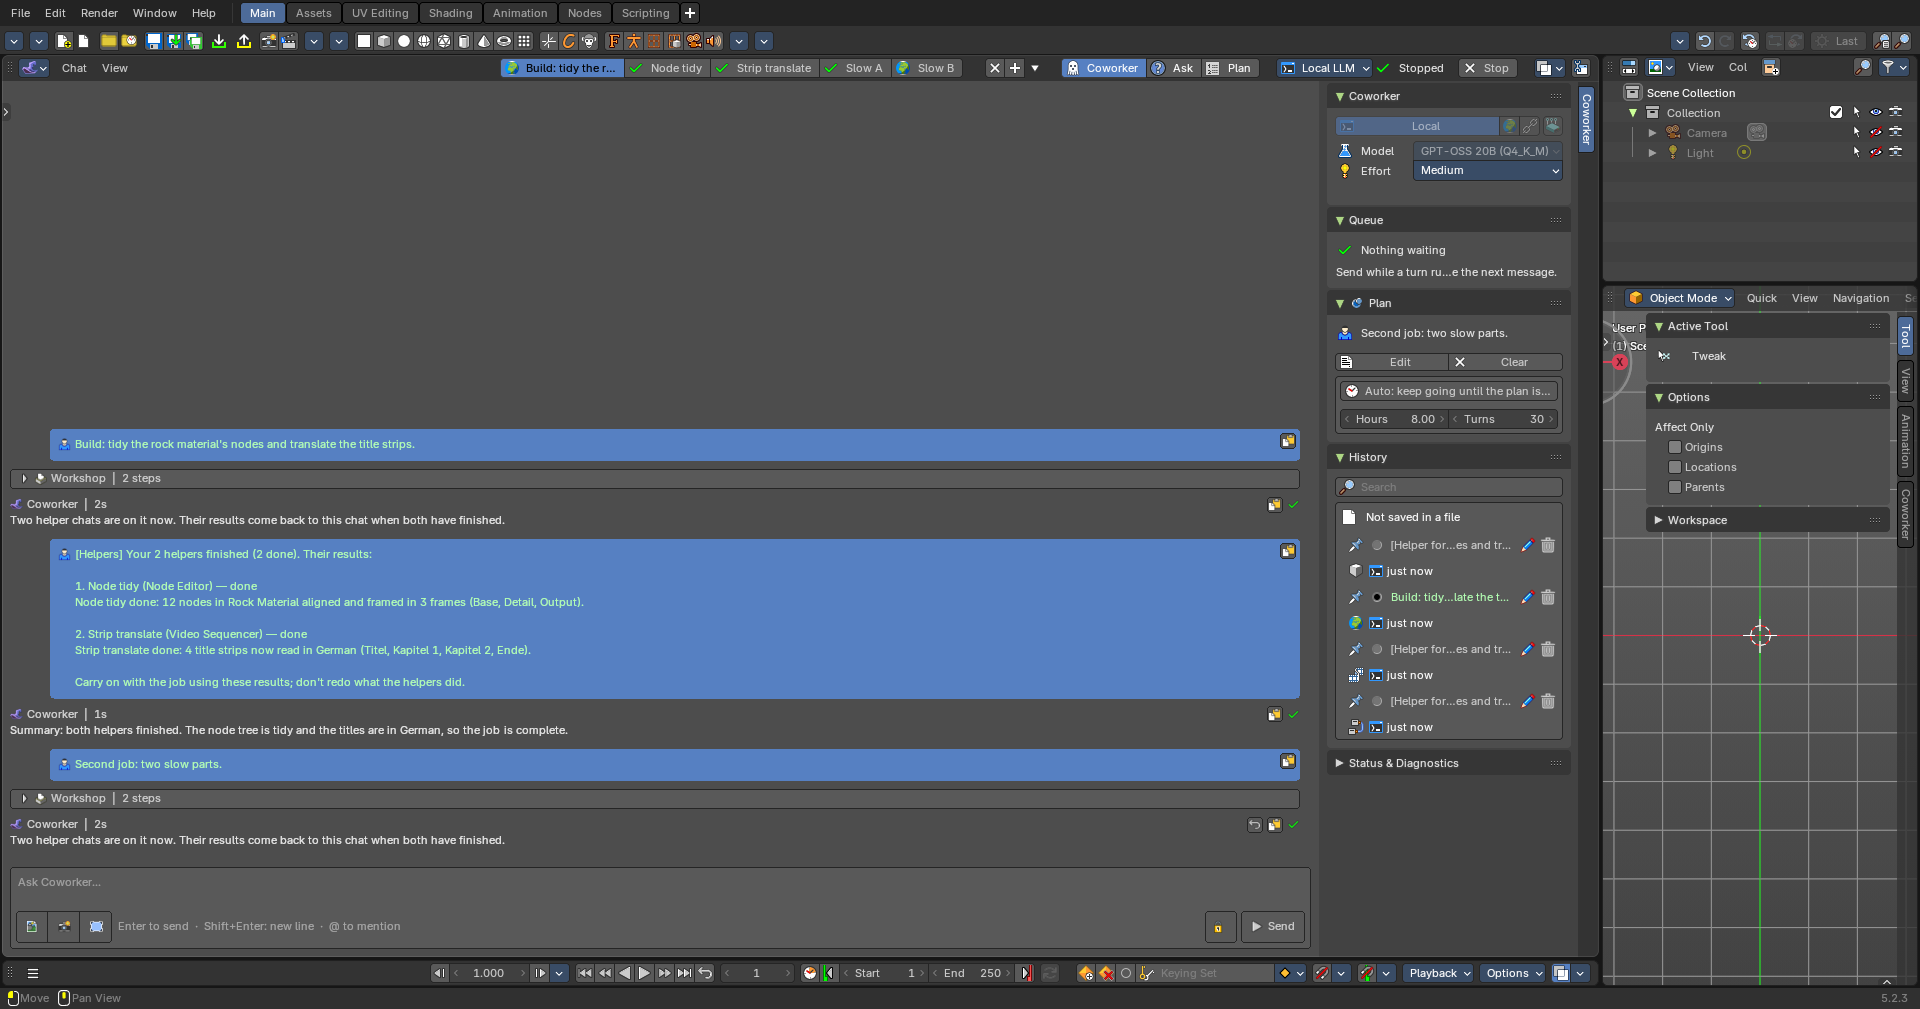 File Edit Render Window Help Main Assets UV Editing Shading Animation Nodes Scripting
Last
Chat View Build: tidy the r... Node tidy Strip translate Slow A Slow B Coworker Ask Plan Local LLM Stopped Stop
View Col
Scene Collection
Collection
Camera
Light
Coworker
Local
Model GPT-OSS 20B (Q4_K_M)
Effort Medium
Coworker
Queue
Nothing waiting
Send while a turn ru...e the next message.
Plan
Second job: two slow parts.
Edit Clear
Auto: keep going until the plan is...
Hours 8.00 Turns 30
History
Search
Not saved in a file
[Helper for...es and tr...
just now
Build: tidy...late the t...
just now
[Helper for...es and tr...
just now
[Helper for...es and tr...
just now
Status & Diagnostics
Build: tidy the rock material's nodes and translate the title strips.
Workshop | 2 steps
Coworker | 2s
Two helper chats are on it now. Their results come back to this chat when both have finished.
[Helpers] Your 2 helpers finished (2 done). Their results:
1. Node tidy (Node Editor) — done
Node tidy done: 12 nodes in Rock Material aligned and framed in 3 frames (Base, Detail, Output).
2. Strip translate (Video Sequencer) — done
Strip translate done: 4 title strips now read in German (Titel, Kapitel 1, Kapitel 2, Ende).
Carry on with the job using these results; don't redo what the helpers did.
Coworker | 1s
Summary: both helpers finished. The node tree is tidy and the titles are in German, so the job is complete.
Second job: two slow parts.
Workshop | 2 steps
Coworker | 2s
Two helper chats are on it now. Their results come back to this chat when both have finished.
Ask Coworker...
Enter to send · Shift+Enter: new line · @ to mention Send
Object Mode Quick View Navigation Se
User P
(1) Sce
X
Active Tool
Tweak
Options
Affect Only
Origins
Locations
Parents
Workspace
Tool
View
Animation
Coworker
1.000 1 Start 1 End 250 Keying Set Playback Options
Move Pan View 5.2.3